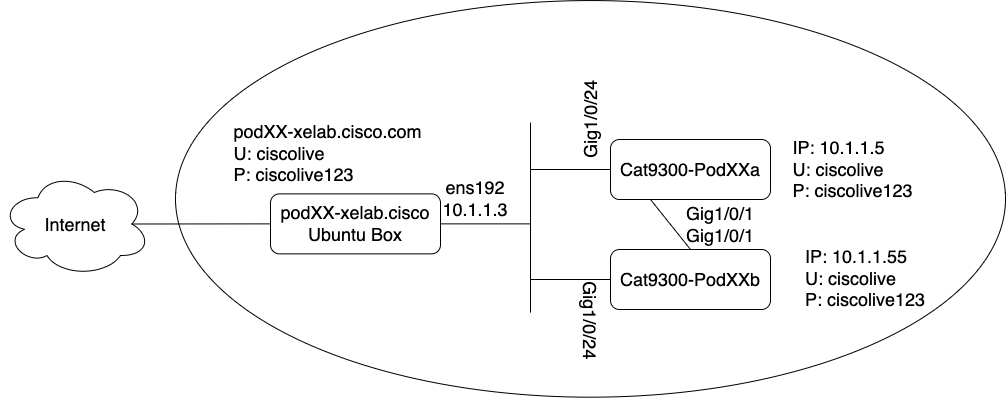 Gig1/0/24
podXX-xelab.cisco.com
U: ciscolive
P: ciscolive123
Cat9300-PodXXa
IP: 10.1.1.5
U: ciscolive
P: ciscolive123
ens192
10.1.1.3
Internet
podXX-xelab.cisco
Ubuntu Box
Gig1/0/1
Gig1/0/1
Cat9300-PodXXb
IP: 10.1.1.55
U: ciscolive
P: ciscolive123
Gig1/0/24